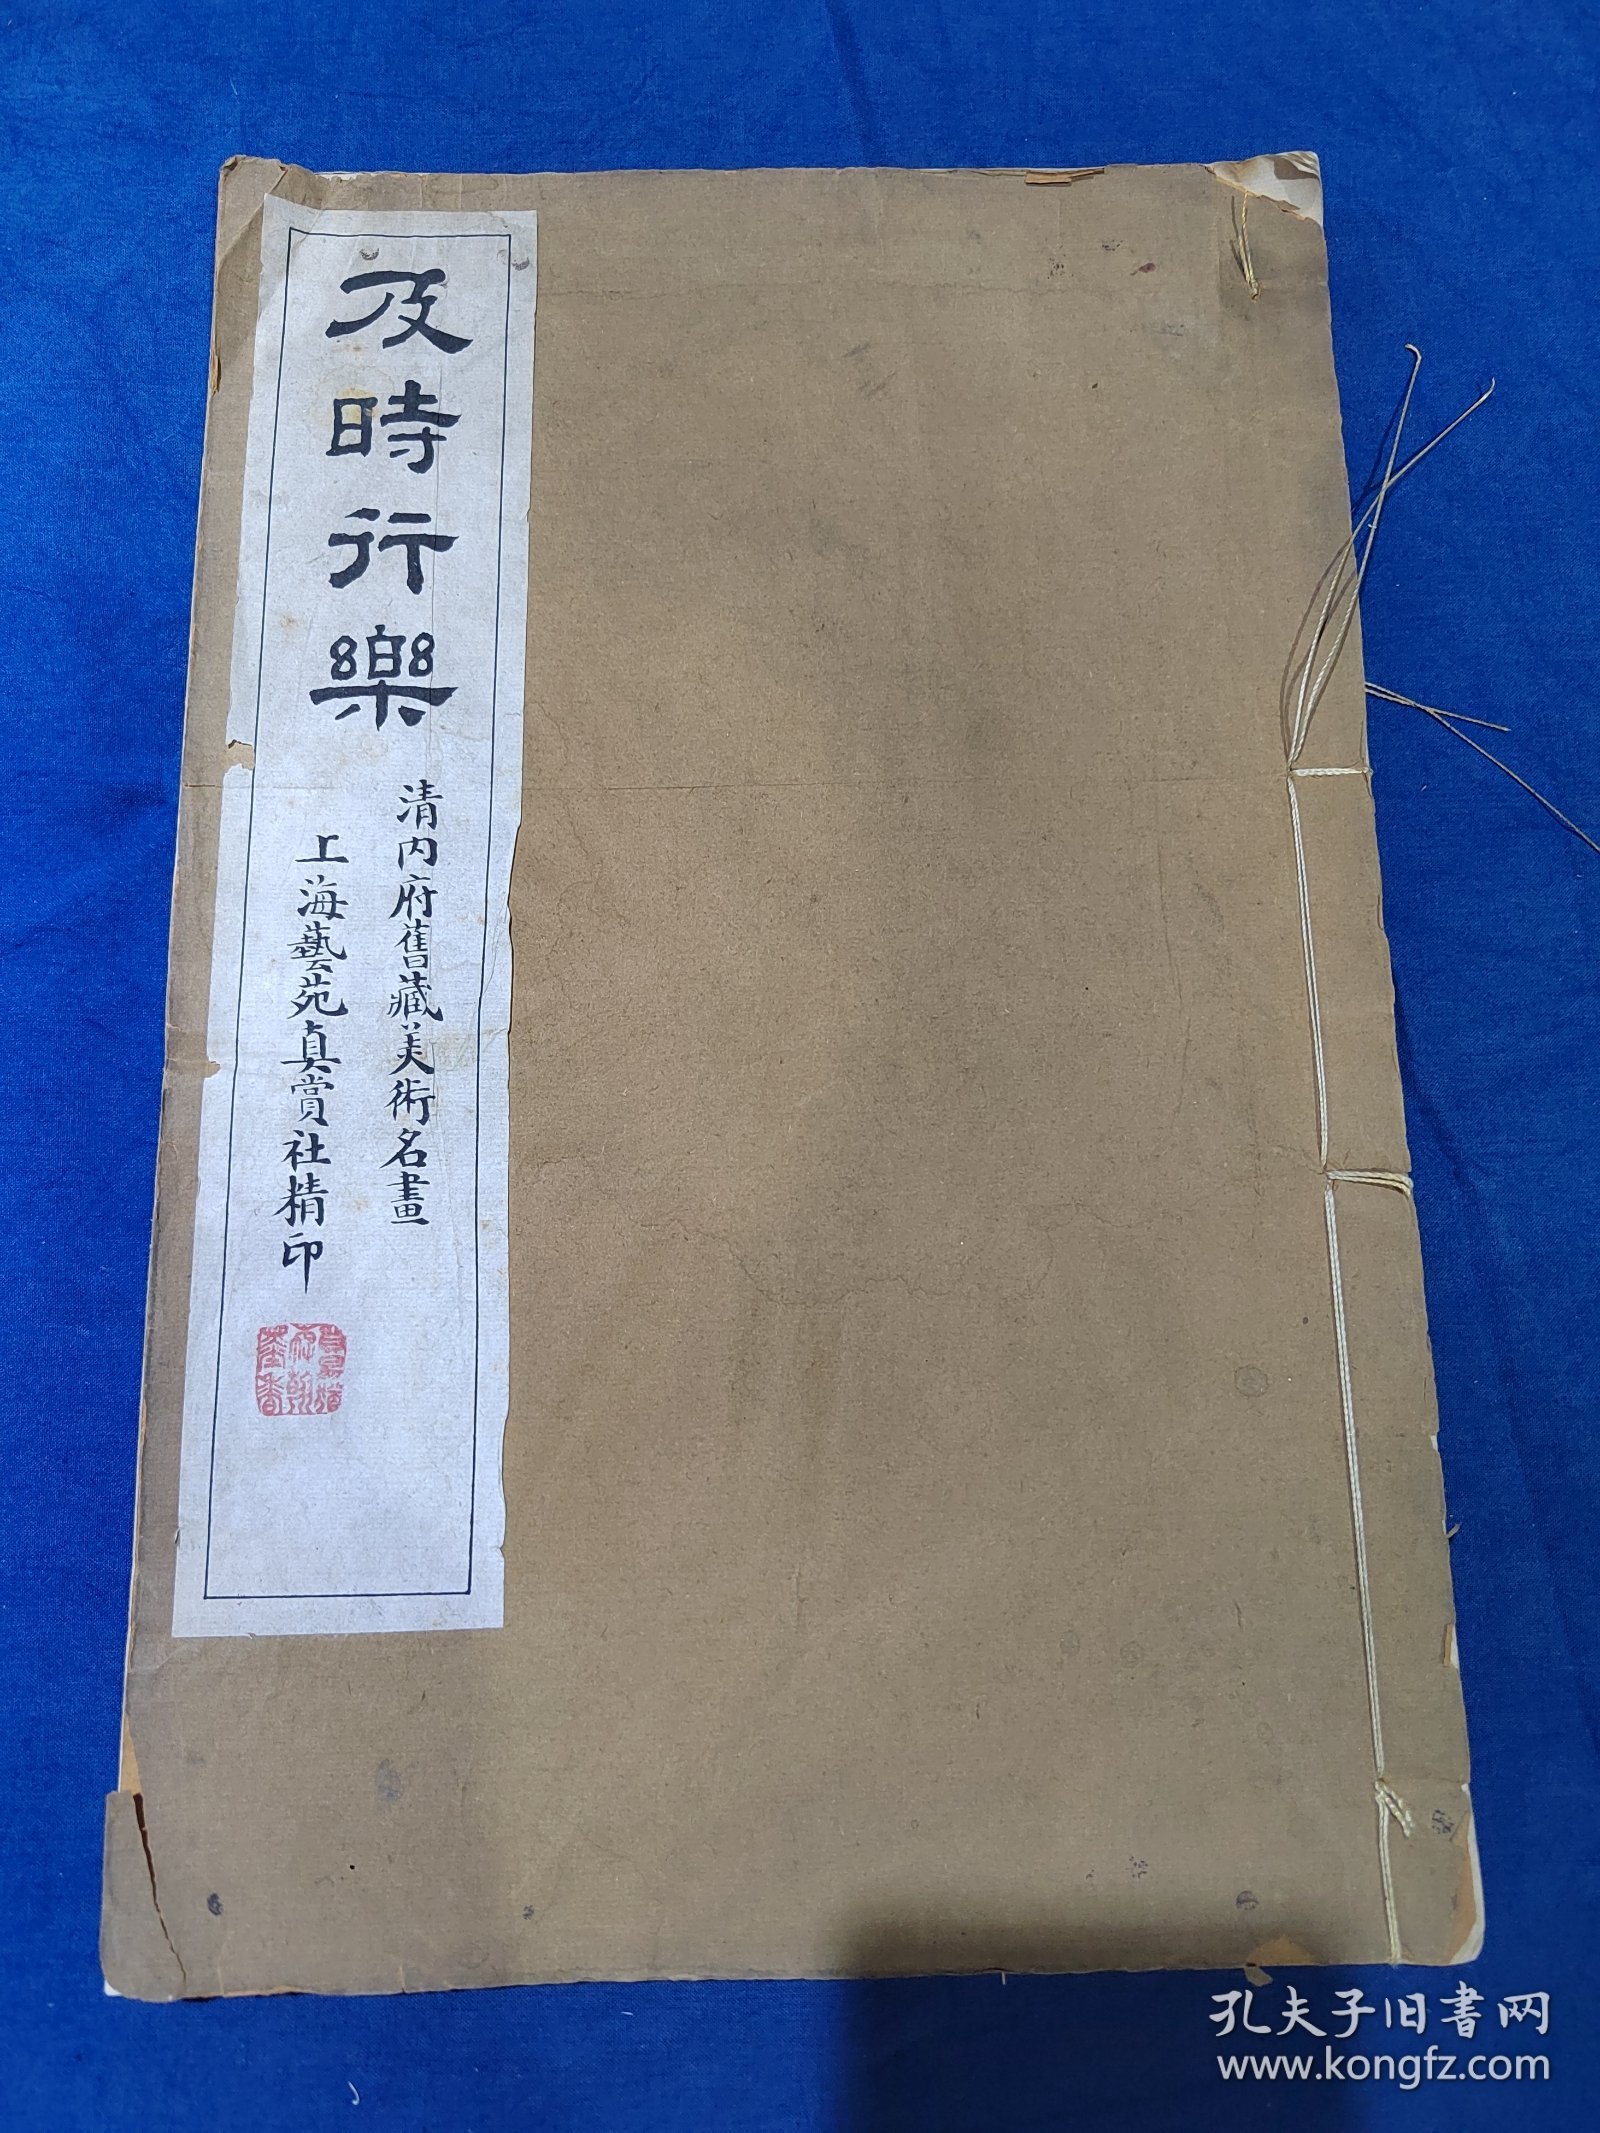 及時行樂
清内府舊藏美術名畫
上海藝苑真賞社精印
孔夫子旧书网
www.kongfz.com